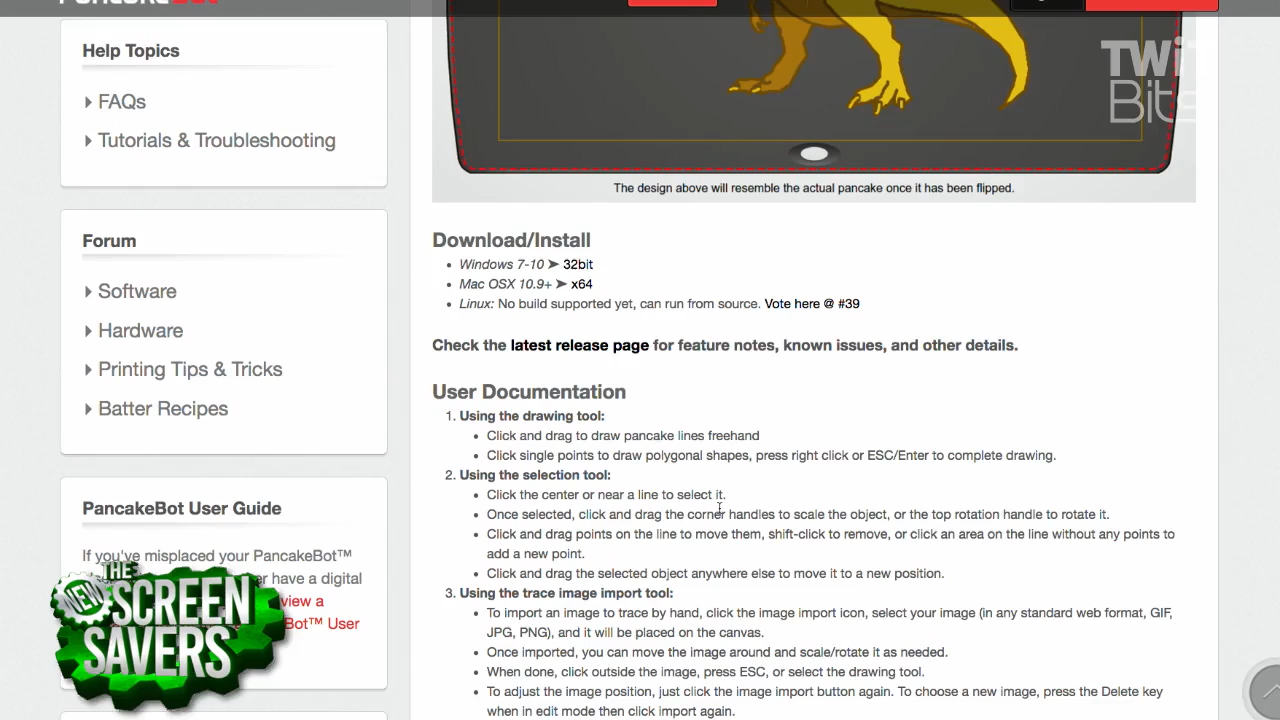 TWiT
Bits
Help Topics
FAQs
Tutorials & Troubleshooting
Forum
Software
Hardware
Printing Tips & Tricks
Batter Recipes
PancakeBot User Guide
If you've misplaced your PancakeBot™
have a digital
view a
Bot™ User
THE
NEW
SCREEN
SAVERS
The design above will resemble the actual pancake once it has been flipped.
Download/Install
• Windows 7-10 ➤ 32bit
• Mac OSX 10.9+ ➤ x64
• Linux: No build supported yet, can run from source. Vote here @ #39
Check the latest release page for feature notes, known issues, and other details.
User Documentation
1. Using the drawing tool:
• Click and drag to draw pancake lines freehand
• Click single points to draw polygonal shapes, press right click or ESC/Enter to complete drawing.
2. Using the selection tool:
• Click the center or near a line to select it.
• Once selected, click and drag the corner handles to scale the object, or the top rotation handle to rotate it.
• Click and drag points on the line to move them, shift-click to remove, or click an area on the line without any points to
add a new point.
• Click and drag the selected object anywhere else to move it to a new position.
3. Using the trace image import tool:
• To import an image to trace by hand, click the image import icon, select your image (in any standard web format, GIF,
JPG, PNG), and it will be placed on the canvas.
• Once imported, you can move the image around and scale/rotate it as needed.
• When done, click outside the image, press ESC, or select the drawing tool.
• To adjust the image position, just click the image import button again. To choose a new image, press the Delete key
when in edit mode then click import again.